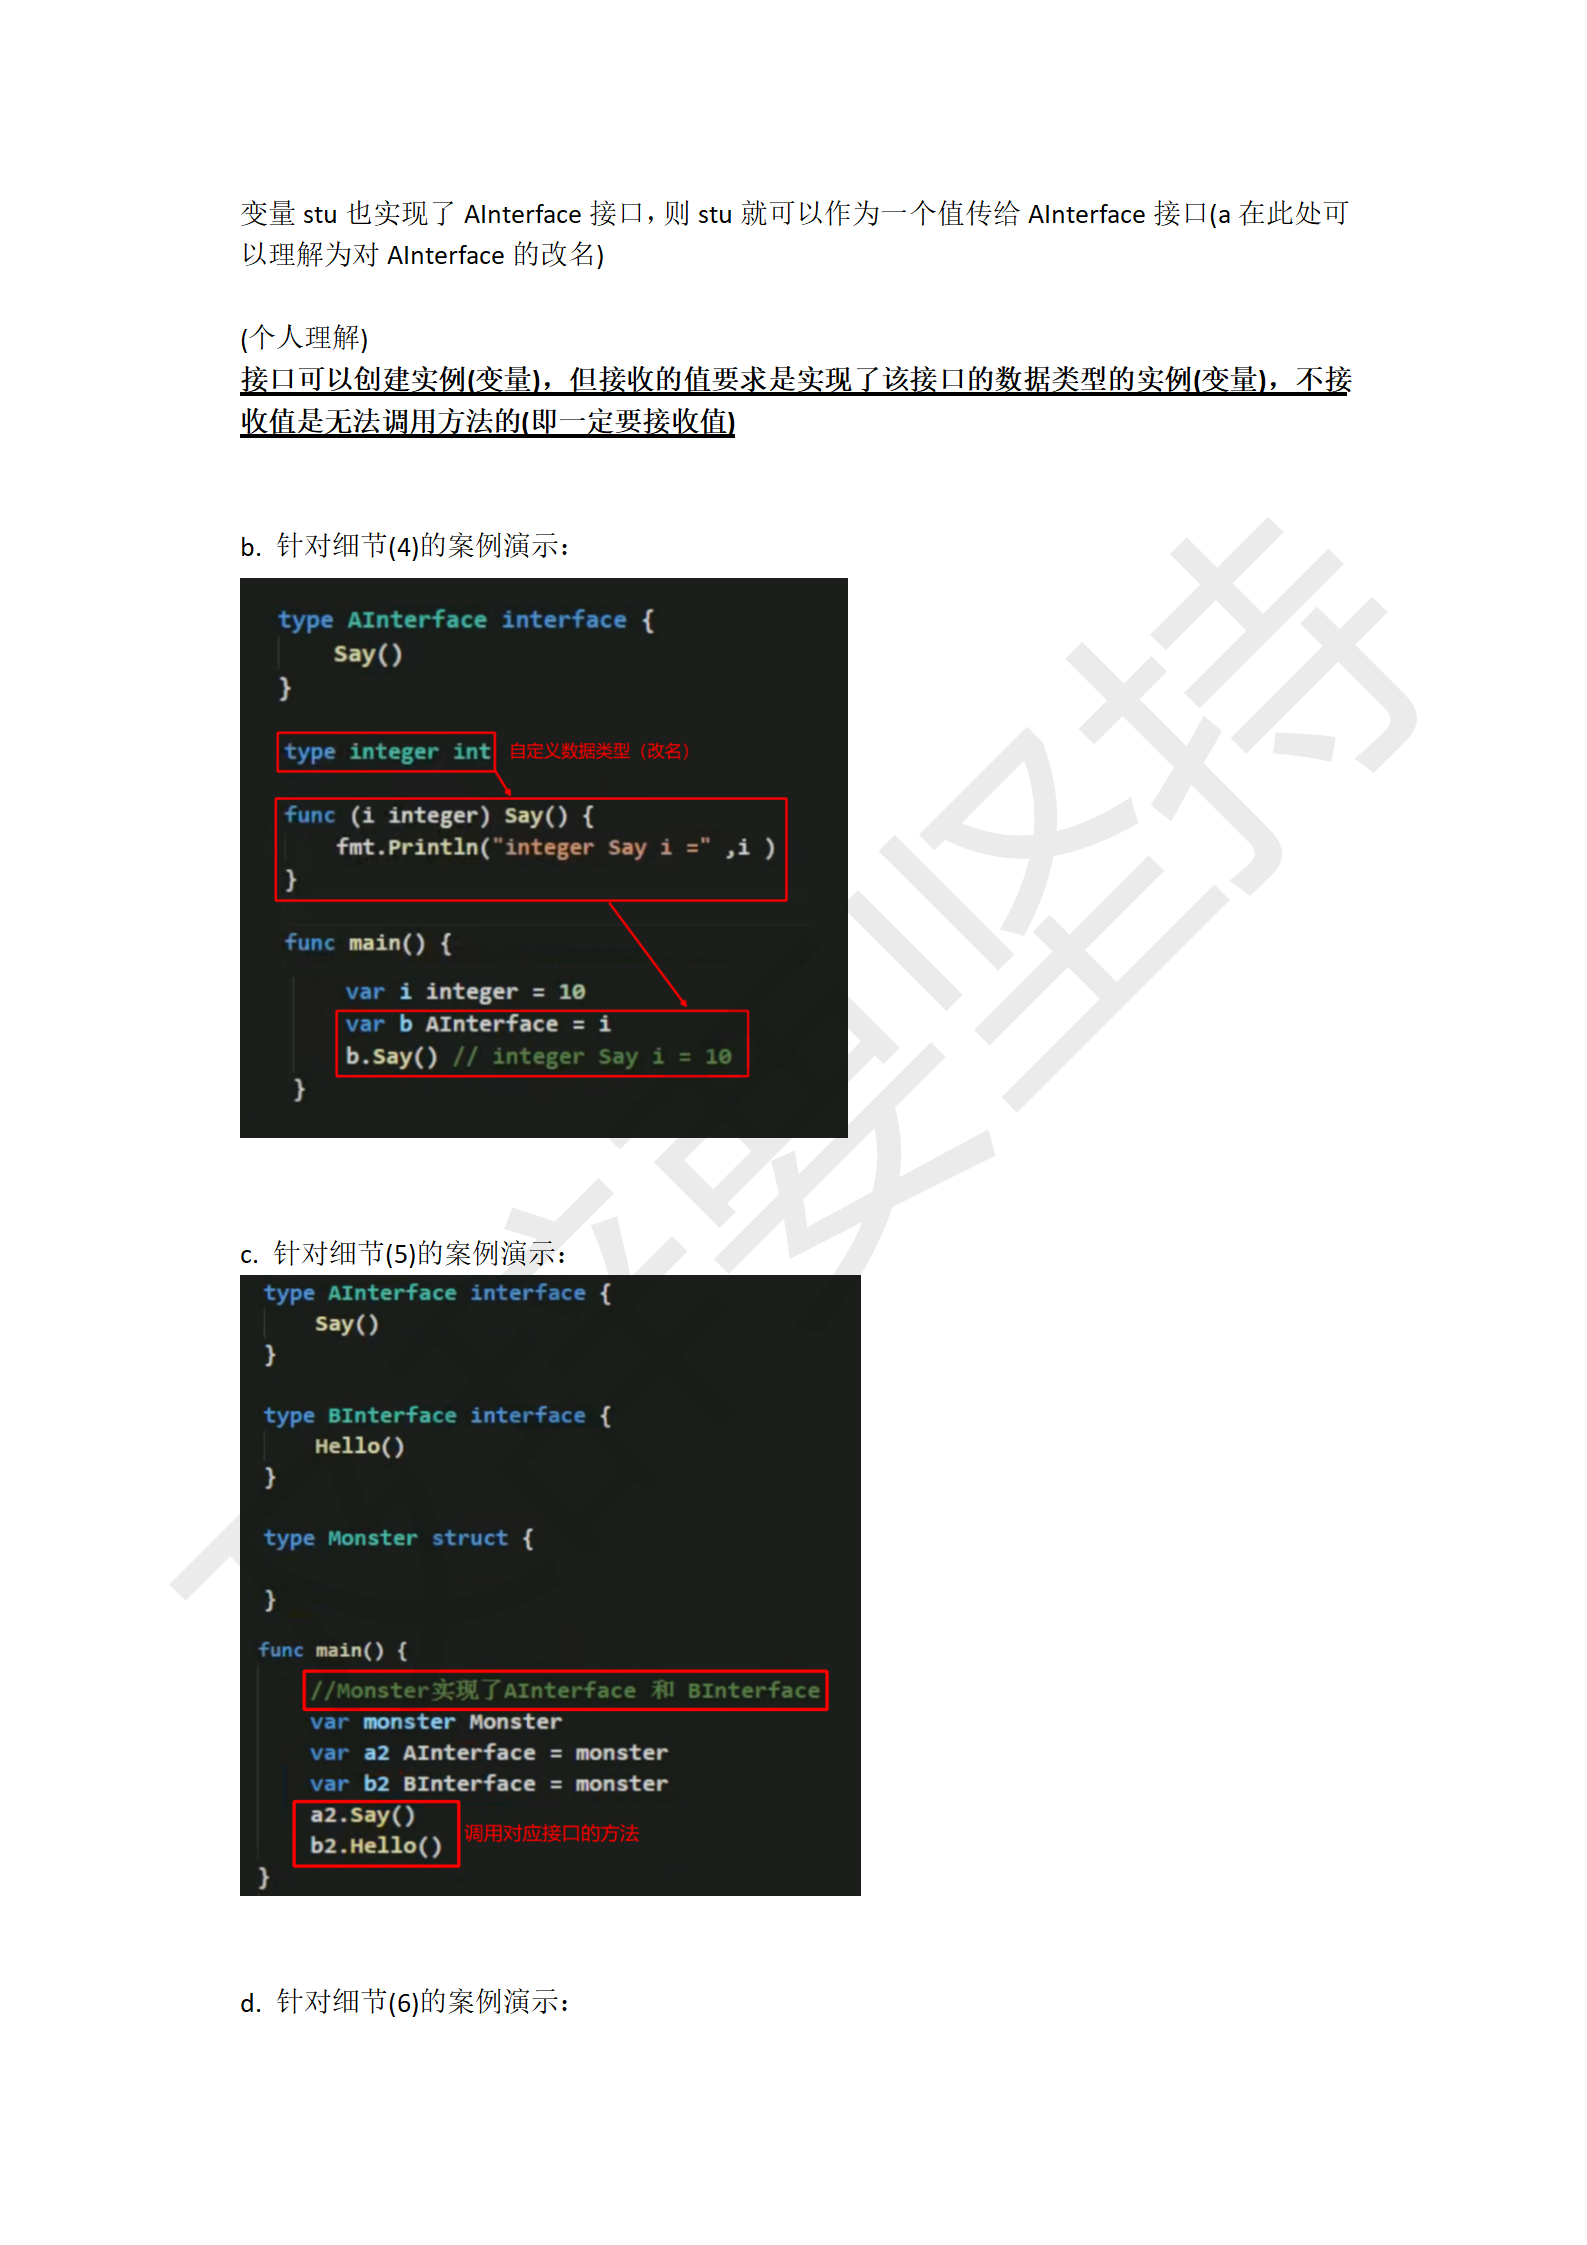 变量 stu 也实现了 AInterface 接口，则 stu 就可以作为一个值传给 AInterface 接口(a 在此处可
以理解为对 AInterface 的改名)
(个人理解)
接口可以创建实例(变量)，但接收的值要求是实现了该接口的数据类型的实例(变量)，不接
收值是无法调用方法的(即一定要接收值)
b. 针对细节(4)的案例演示：
type AInterface interface {
Say()
}
type integer int 自定义数据类型（改名）
func (i integer) Say() {
fmt.Println("integer Say i =" ,i )
}
func main() {
var i integer = 10
var b AInterface = i
b.Say() // integer Say i = 10
}
c. 针对细节(5)的案例演示：
type AInterface interface {
Say()
}
type BInterface interface {
Hello()
}
type Monster struct {
}
func main() {
//Monster实现了AInterface 和 BInterface
var monster Monster
var a2 AInterface = monster
var b2 BInterface = monster
a2.Say()
b2.Hello() 调用对应接口的方法
}
d. 针对细节(6)的案例演示：
要坚持